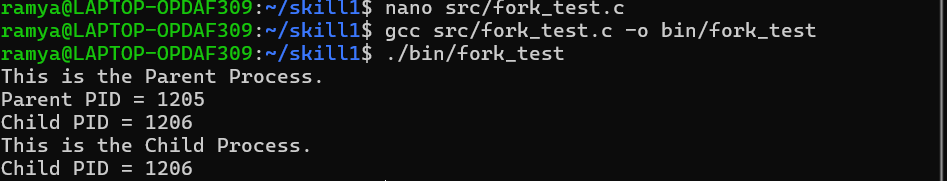 ramya@LAPTOP-OPDAF309:~/skill1$ nano src/fork_test.c
ramya@LAPTOP-OPDAF309:~/skill1$ gcc src/fork_test.c -o bin/fork_test
ramya@LAPTOP-OPDAF309:~/skill1$ ./bin/fork_test
This is the Parent Process.
Parent PID = 1205
Child PID = 1206
This is the Child Process.
Child PID = 1206